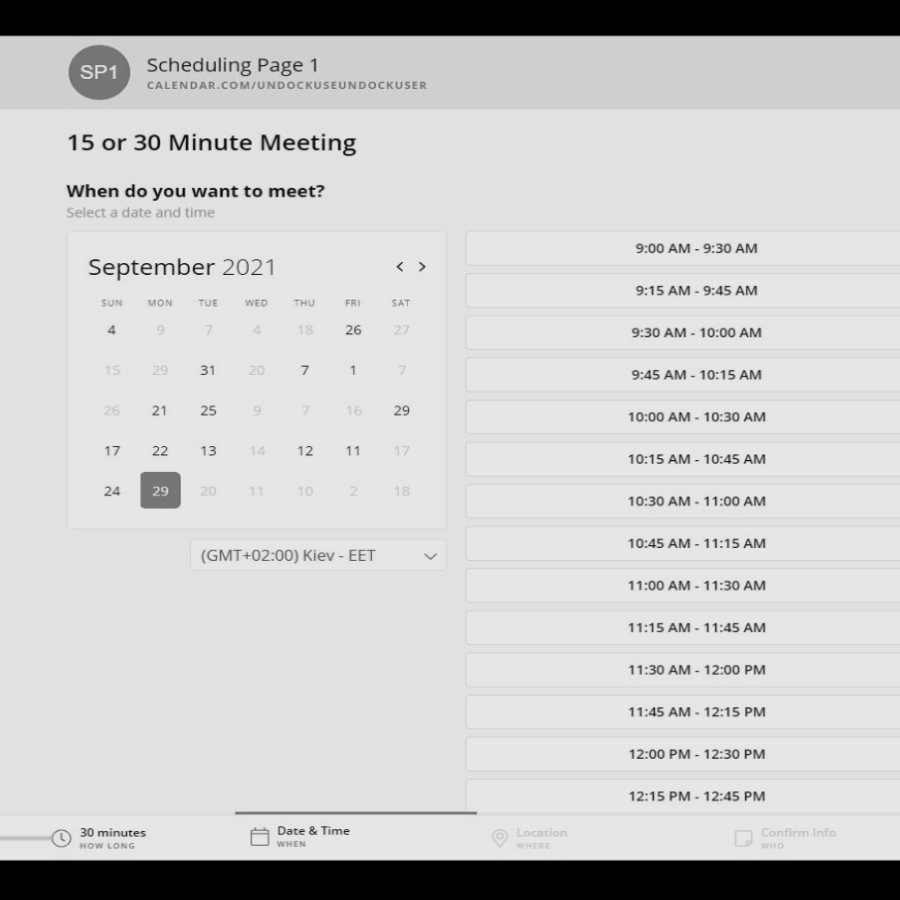 SP1
Scheduling Page 1
CALENDAR.COM/UNDOCKUSEUNDOCKUSER
15 or 30 Minute Meeting
When do you want to meet?
Select a date and time
September 2021 < >
SUN MON TUE WED THU FRI SAT
4 9 7 4 18 26 27
15 29 31 20 7 1 7
26 21 25 9 7 16 29
17 22 13 14 12 11 17
24 29 20 11 10 2 18
(GMT+02:00) Kiev - EET
9:00 AM - 9:30 AM
9:15 AM - 9:45 AM
9:30 AM - 10:00 AM
9:45 AM - 10:15 AM
10:00 AM - 10:30 AM
10:15 AM - 10:45 AM
10:30 AM - 11:00 AM
10:45 AM - 11:15 AM
11:00 AM - 11:30 AM
11:15 AM - 11:45 AM
11:30 AM - 12:00 PM
11:45 AM - 12:15 PM
12:00 PM - 12:30 PM
12:15 PM - 12:45 PM
30 minutes
HOW LONG
Date & Time
WHEN
Location
WHERE
Confirm Info
WHO